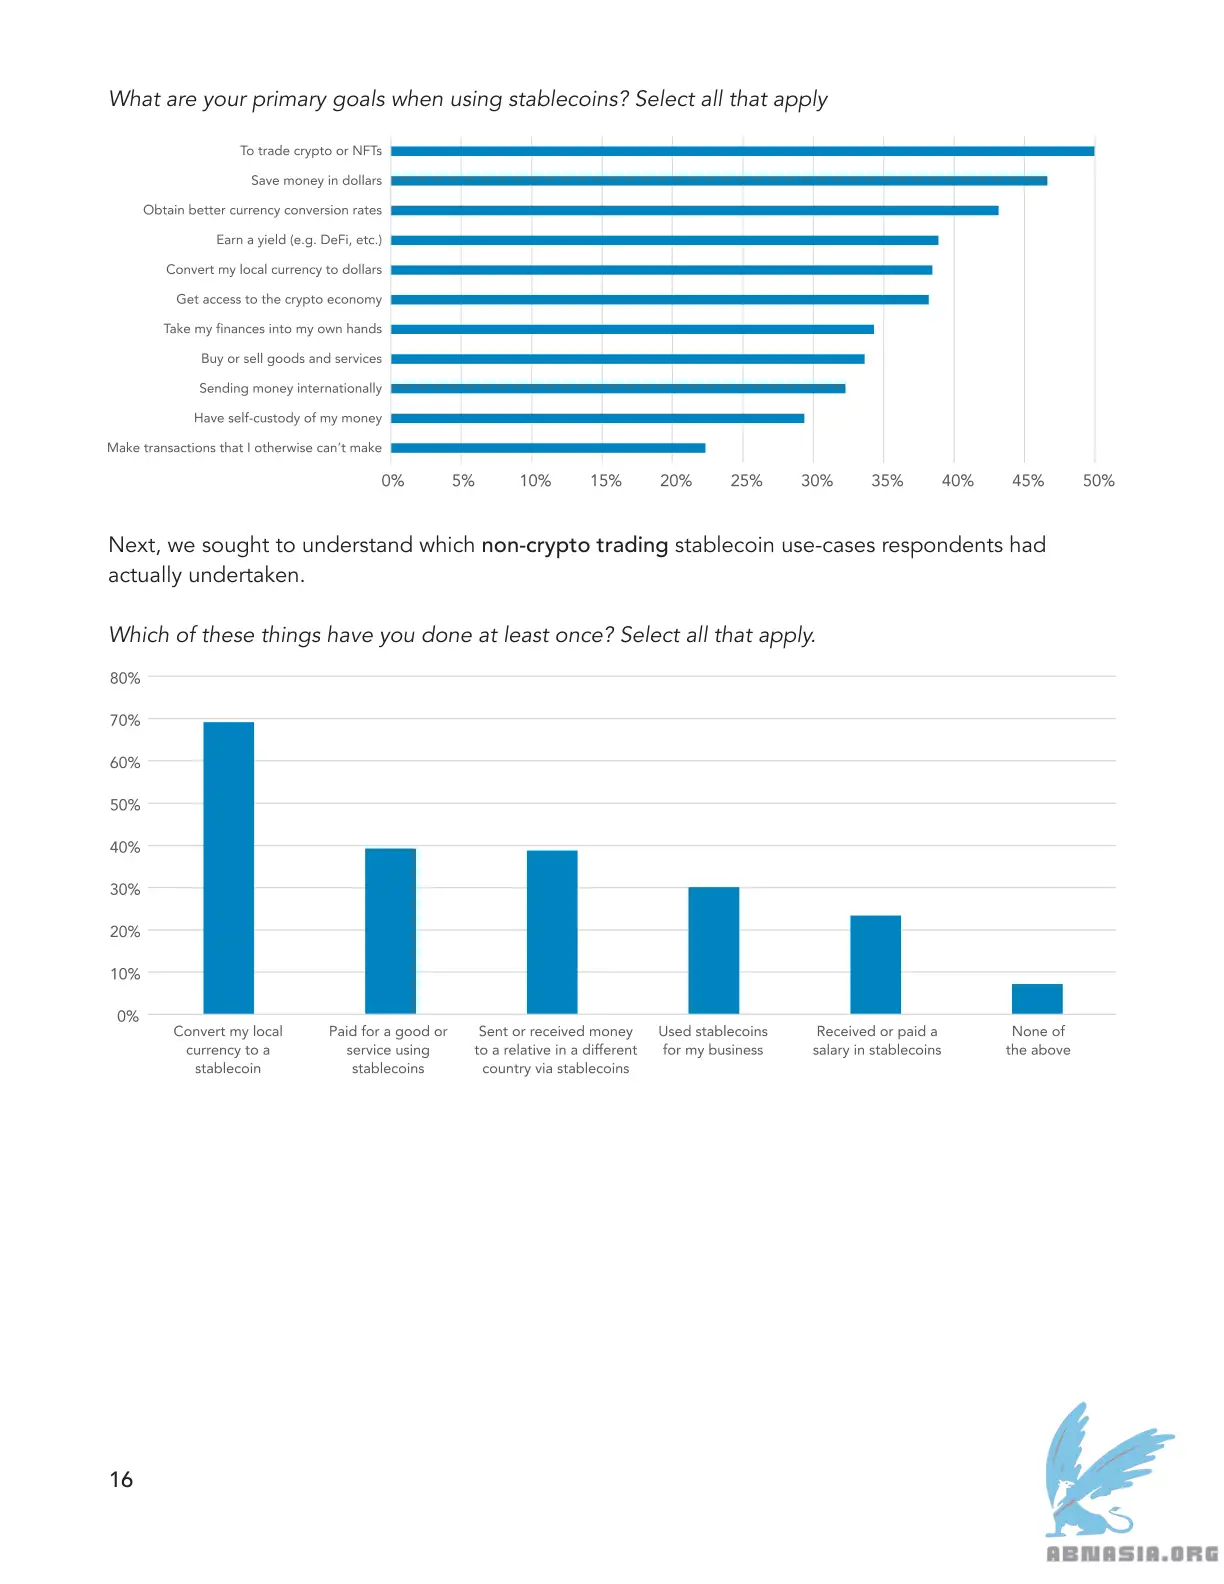 What are your primary goals when using stablecoins? Select all that apply
To trade crypto or NFTs
Save money in dollars
Obtain better currency conversion rates
Earn a yield (e.g. DeFi, etc.)
Convert my local currency to dollars
Get access to the crypto economy
Take my finances into my own hands
Buy or sell goods and services
Sending money internationally
Have self-custody of my money
Make transactions that I otherwise can't make
0% 5% 10% 15% 20% 25% 30% 35% 40% 45% 50%
Next, we sought to understand which non-crypto trading stablecoin use-cases respondents had
actually undertaken.
Which of these things have you done at least once? Select all that apply.
80%
70%
60%
50%
40%
30%
20%
10%
0%
Convert my local
currency to a
stablecoin
Paid for a good or
service using
stablecoins
Sent or received money
to a relative in a different
country via stablecoins
Used stablecoins
for my business
Received or paid a
salary in stablecoins
None of
the above
16
ABNASIA.ORG